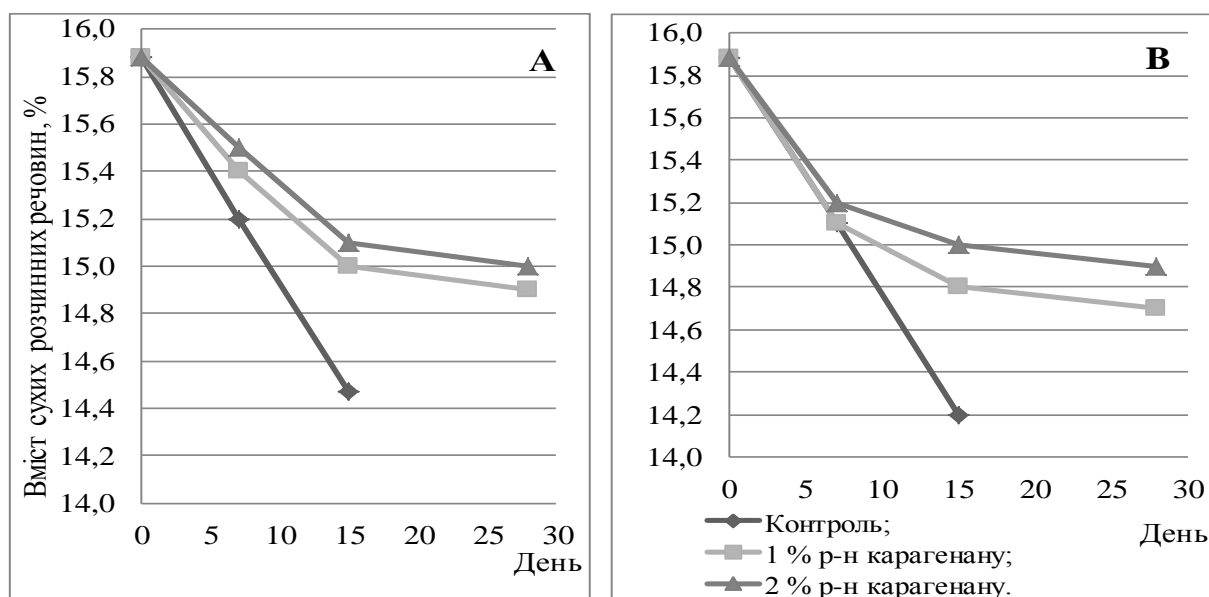 Вміст сухих розчинних речовин, %
16,0
15,8
15,6
15,4
15,2
15,0
14,8
14,6
14,4
14,2
14,0
A
0 5 10 15 20 25 30
День
16,0
15,8
15,6
15,4
15,2
15,0
14,8
14,6
14,4
14,2
14,0
B
0 5 10 15 20 25 30
День
Контроль;
1 % р-н карагенану;
2 % р-н карагенану.